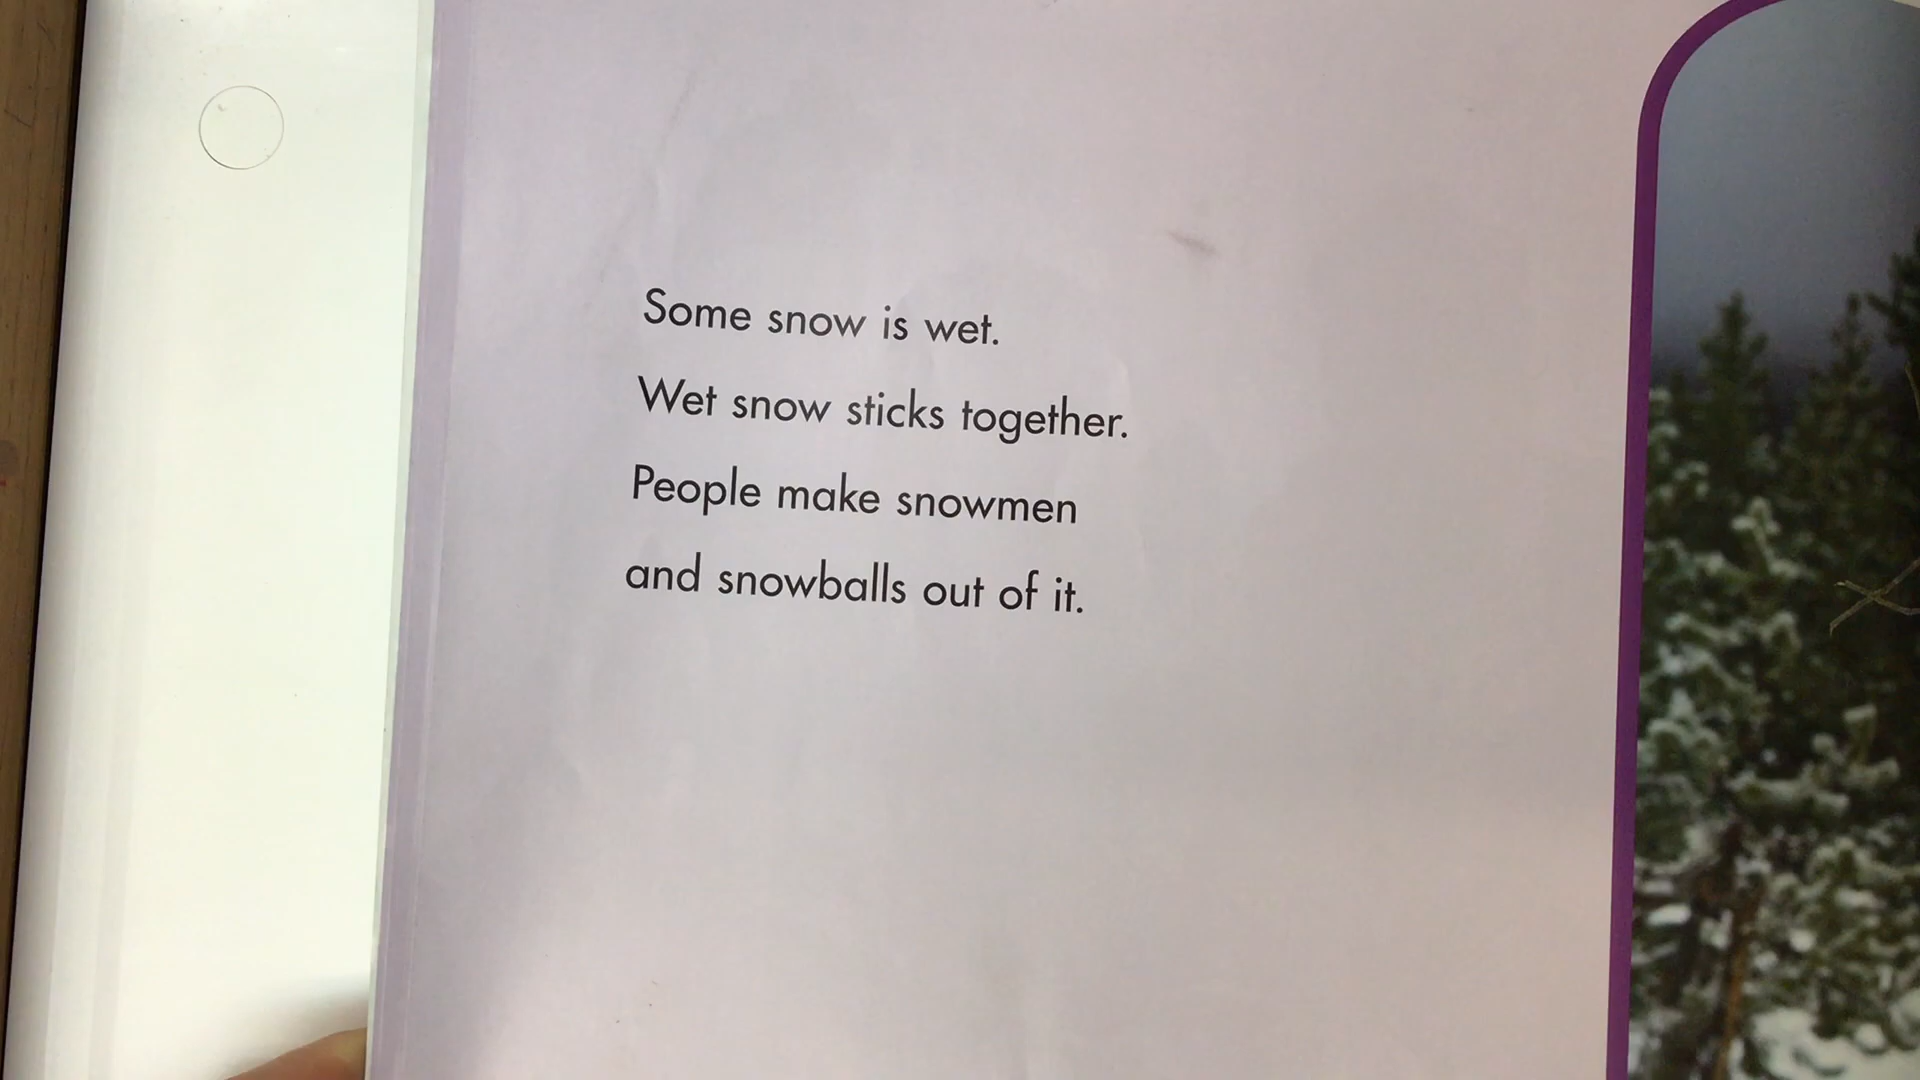 Some snow is wet.
Wet snow sticks together.
People make snowmen
and snowballs out of it.